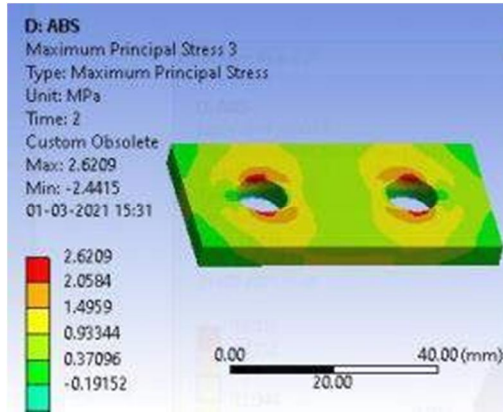 D: ABS
Maximum Principal Stress 3
Type: Maximum Principal Stress
Unit: MPa
Time: 2
Custom Obsolete
Max: 2.6209
Min: -2.4415
01-03-2021 15:31
2.6209
2.0584
1.4959
0.93344
0.37096
-0.19152
0.00
40.00 (mm)
20.00